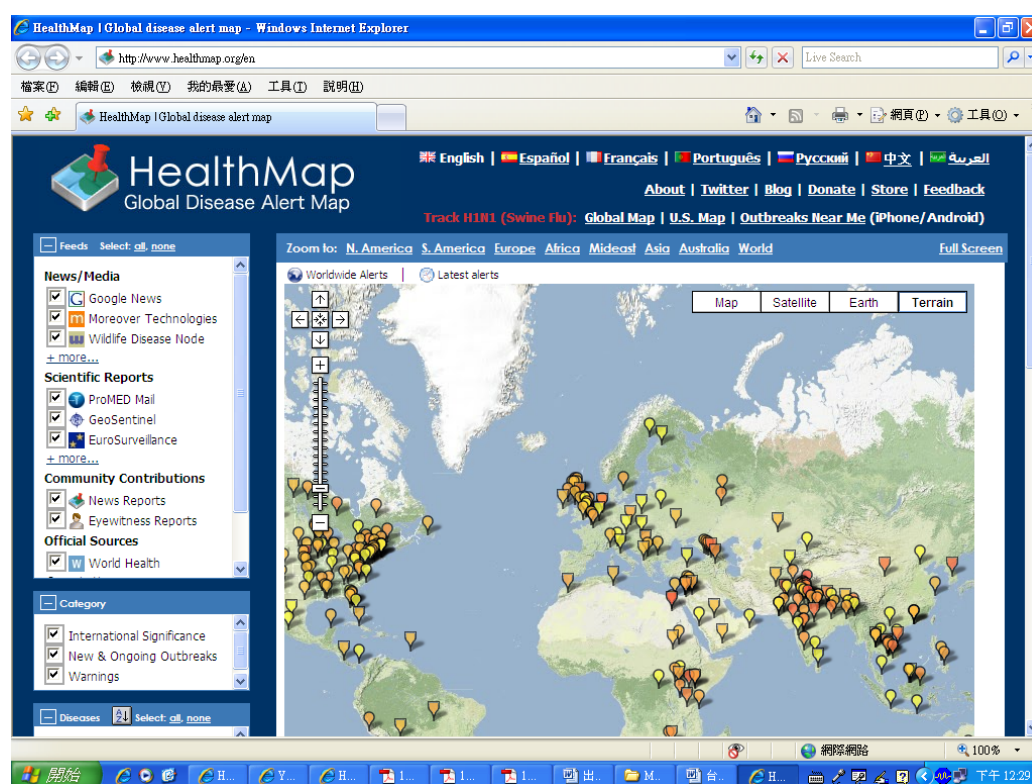 HealthMap | Global disease alert map - Windows Internet Explorer
http://www.healthmap.org/en
Live Search
檔案(F) 編輯(E) 檢視(V) 我的最愛(A) 工具(T) 說明(H)
HealthMap | Global disease alert map
網頁(P)
工具(O)
HealthMap
Global Disease Alert Map
English | Español | Français | Português | Русский | 中文 | العربية
About | Twitter | Blog | Donate | Store | Feedback
Track H1N1 (Swine Flu): Global Map | U.S. Map | Outbreaks Near Me (iPhone/Android)
Feeds Select: all, none
News/Media
Google News
Moreover Technologies
Wildlife Disease Node
+ more...
Scientific Reports
ProMED Mail
GeoSentinel
EuroSurveillance
+ more...
Community Contributions
News Reports
Eyewitness Reports
Official Sources
World Health
Category
International Significance
New & Ongoing Outbreaks
Warnings
Diseases Select: all, none
Zoom to: N. America S. America Europe Africa Mideast Asia Australia World Full Screen
Worldwide Alerts | Latest alerts
Map Satellite Earth Terrain
網際網路
100%
開始
H...
Y...
H...
1...
1...
1...
出...
M...
台...
H...
下午 12:29